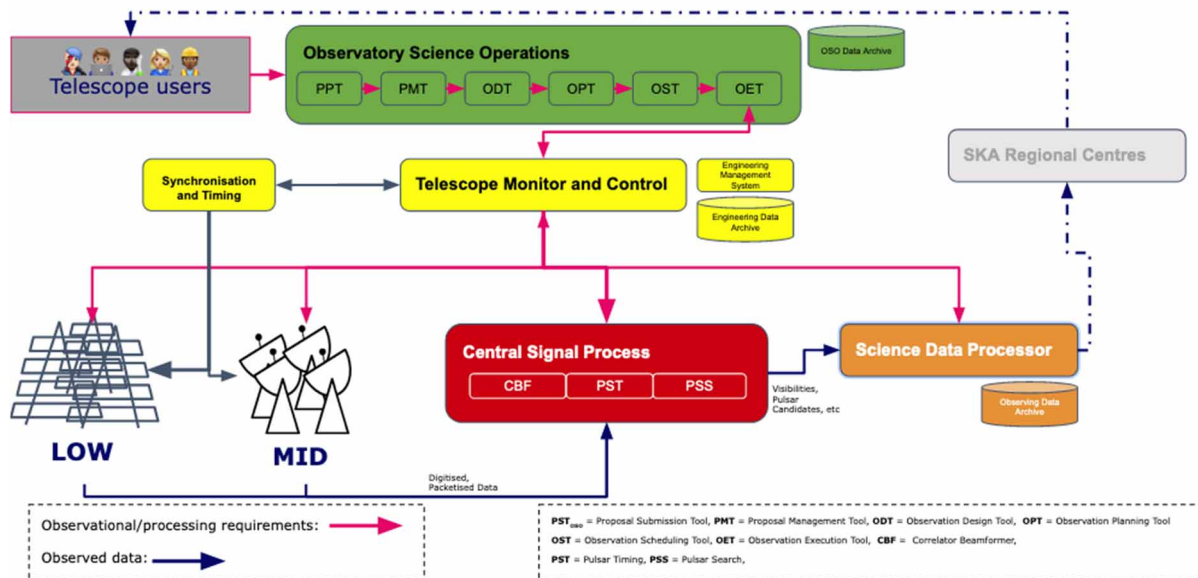 Telescope users
Observatory Science Operations
PPT
PMT
ODT
OPT
OST
OET
OSO Data Archive
SKA Regional Centres
Synchronisation
and Timing
Telescope Monitor and Control
Engineering
Management
System
Engineering Data
Archive
Central Signal Process
CBF
PST
PSS
Visibilities,
Pulsar
Candidates, etc
Science Data Processor
Observing Data
Archive
LOW
MID
Digitised,
Packetised Data
Observational/processing requirements:
Observed data:
PST OSO = Proposal Submission Tool, PMT = Proposal Management Tool, ODT = Observation Design Tool, OPT = Observation Planning Tool
OST = Observation Scheduling Tool, OET = Observation Execution Tool, CBF = Correlator Beamformer,
PST = Pulsar Timing, PSS = Pulsar Search,